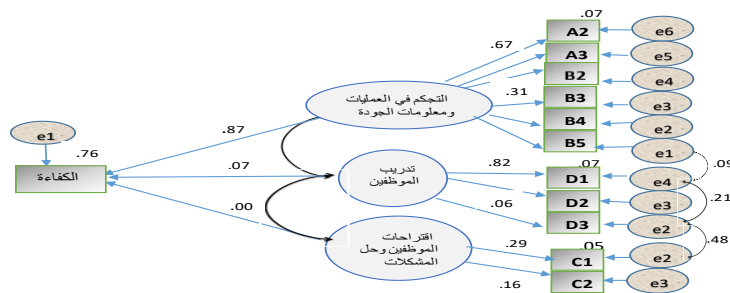 .07
A2
e6
.67
A3
e5
B2
e4
التجكم في العمليات
ومعلومات الجودة
.31
B3
e3
B4
e2
B5
e1
e1
.87
.76
الكفاءة
.07
.00
تدريب
الموظفين
.82
.07
D1
e4
.09
D2
e3
.21
.06
D3
e2
اقتراحات
الموظفين وحل
المشكلات
.29
.05
C1
e2
.48
.16
C2
e3